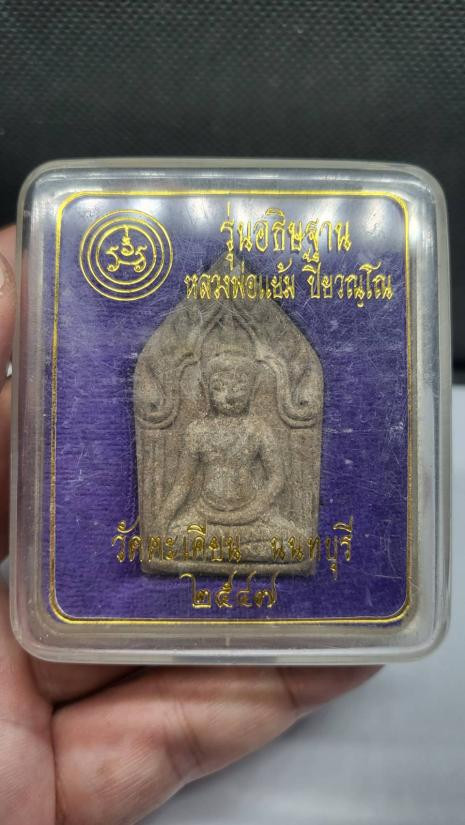 รุ่นอธิษฐาน
หลวงพ่อแย้ม ปิยวณฺโณ
วัดตะเคียน นนทบุรี
๒๕๔๗